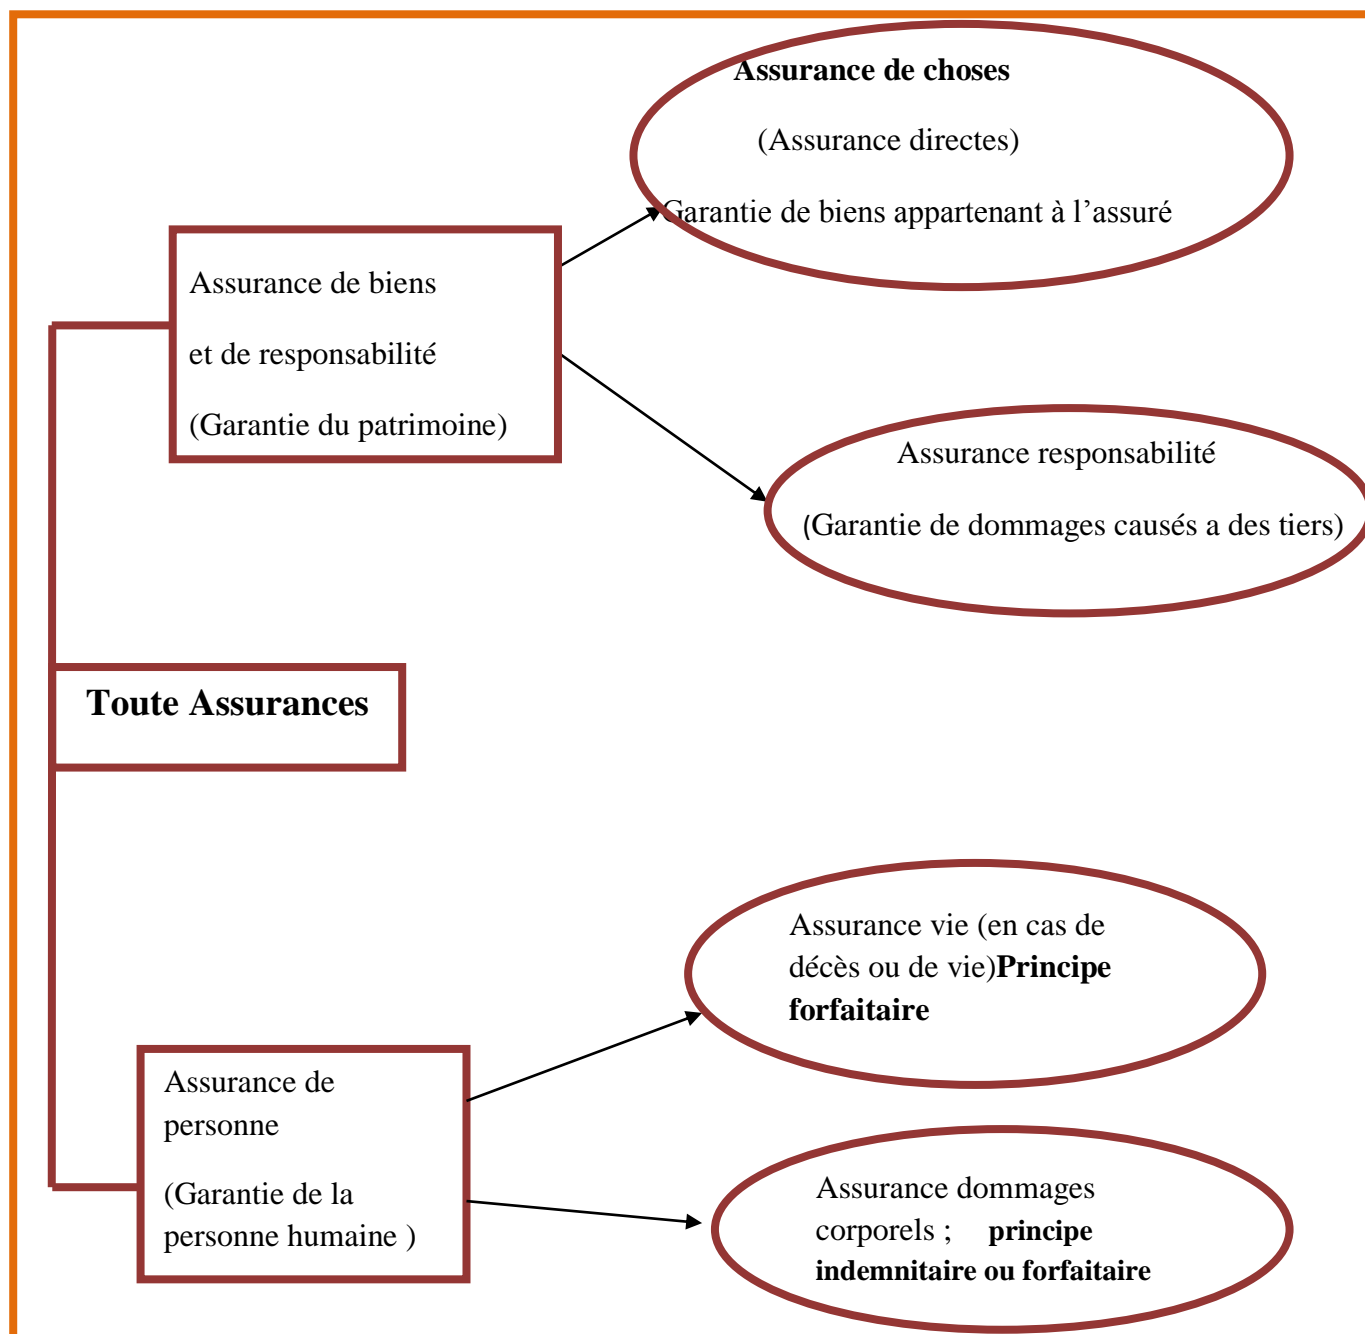 Assurance de choses
(Assurance directes)
Garantie de biens appartenant à l’assuré
Assurance de biens
et de responsabilité
(Garantie du patrimoine)
Assurance responsabilité
(Garantie de dommages causés a des tiers)
Toute Assurances
Assurance vie (en cas de
décès ou de vie)Principe
forfaitaire
Assurance de
personne
(Garantie de la
personne humaine )
Assurance dommages
corporels ; principe
indemnitaire ou forfaitaire